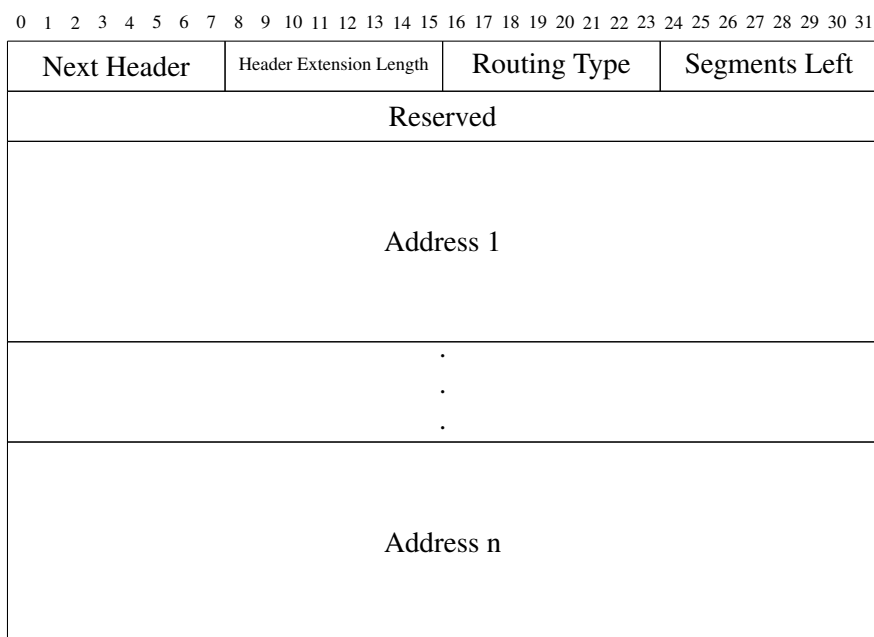 0 1 2 3 4 5 6 7 8 9 10 11 12 13 14 15 16 17 18 19 20 21 22 23 24 25 26 27 28 29 30 31
Next Header Header Extension Length Routing Type Segments Left
Reserved
Address 1
.
.
.
Address n